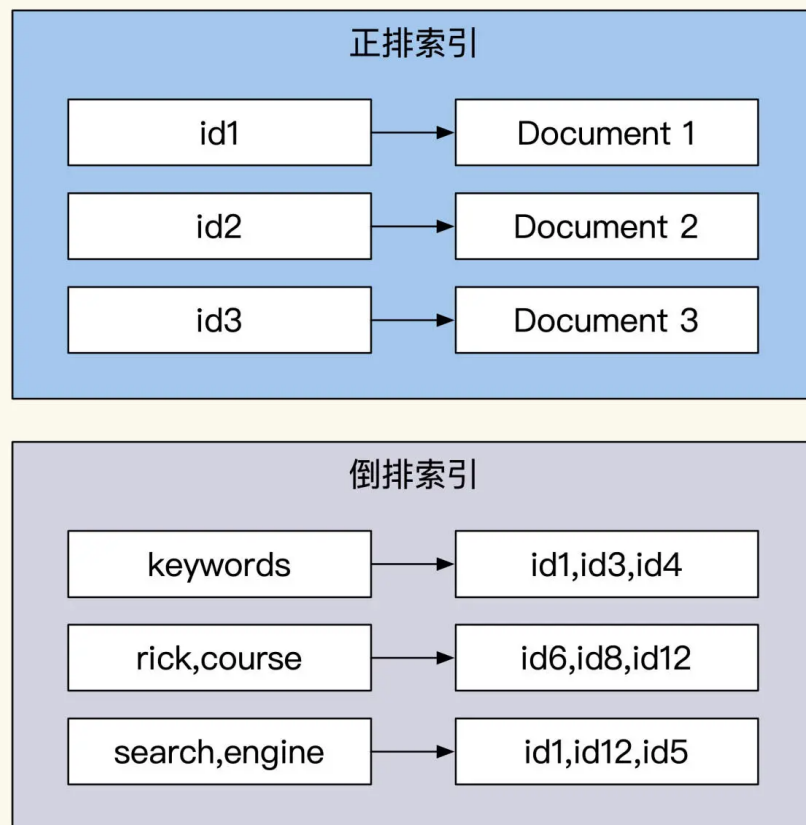 正排索引
id1
Document 1
id2
Document 2
id3
Document 3
倒排索引
keywords
id1,id3,id4
rick,course
id6,id8,id12
search,engine
id1,id12,id5